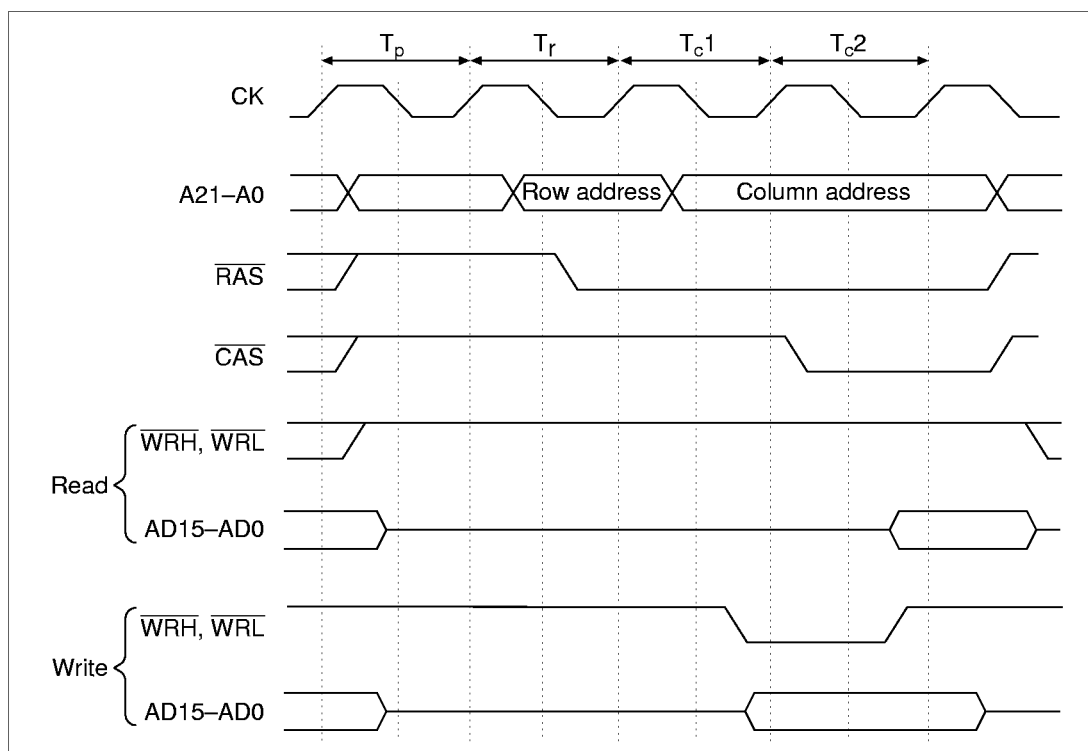 Tp Tr Tc1 Tc2
CK
A21–A0 Row address Column address
RAS
CAS
WRH, WRL
Read
AD15–AD0
WRH, WRL
Write
AD15–AD0